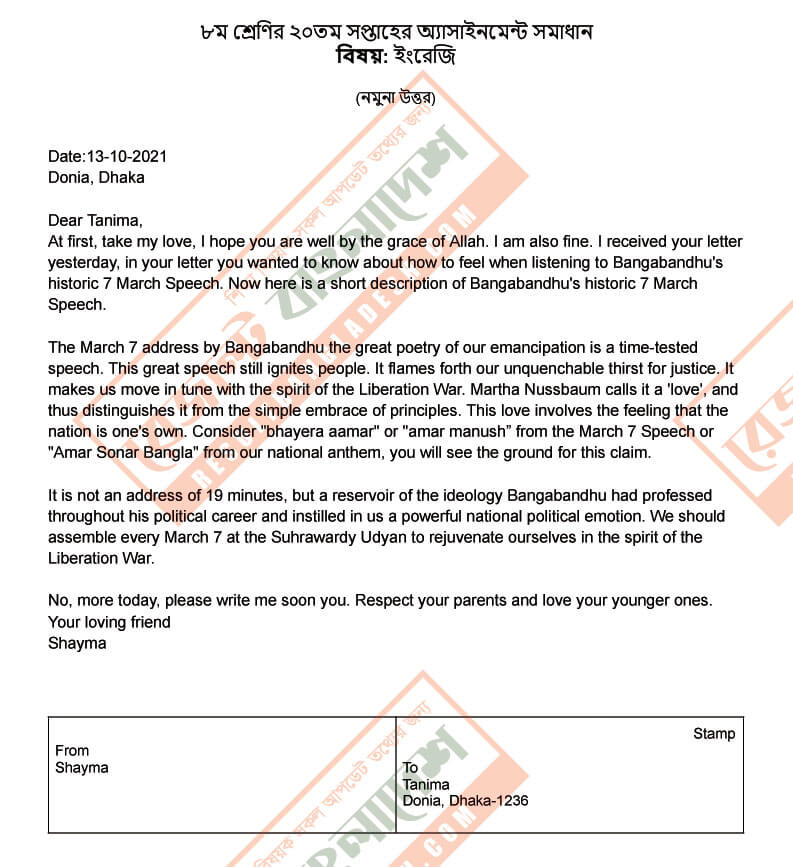 ৮ম শ্রেণির ২০তম সপ্তাহের অ্যাসাইনমেন্ট সমাধান
বিষয়: ইংরেজি
(নমুনা উত্তর)
Date:13-10-2021
Donia, Dhaka
Dear Tanima,
At first, take my love, I hope you are well by the grace of Allah. I am also fine. I received your letter
yesterday, in your letter you wanted to know about how to feel when listening to Bangabandhu's
historic 7 March Speech. Now here is a short description of Bangabandhu's historic 7 March
Speech.
The March 7 address by Bangabandhu the great poetry of our emancipation is a time-tested
speech. This great speech still ignites people. It flames forth our unquenchable thirst for justice. It
makes us move in tune with the spirit of the Liberation War. Martha Nussbaum calls it a 'love', and
thus distinguishes it from the simple embrace of principles. This love involves the feeling that the
nation is one's own. Consider "bhayera aamar" or "amar manush” from the March 7 Speech or
"Amar Sonar Bangla" from our national anthem, you will see the ground for this claim.
It is not an address of 19 minutes, but a reservoir of the ideology Bangabandhu had professed
throughout his political career and instilled in us a powerful national political emotion. We should
assemble every March 7 at the Suhrawardy Udyan to rejuvenate ourselves in the spirit of the
Liberation War.
No, more today, please write me soon you. Respect your parents and love your younger ones.
Your loving friend
Shayma
From
Shayma
Stamp
To
Tanima
Donia, Dhaka-1236